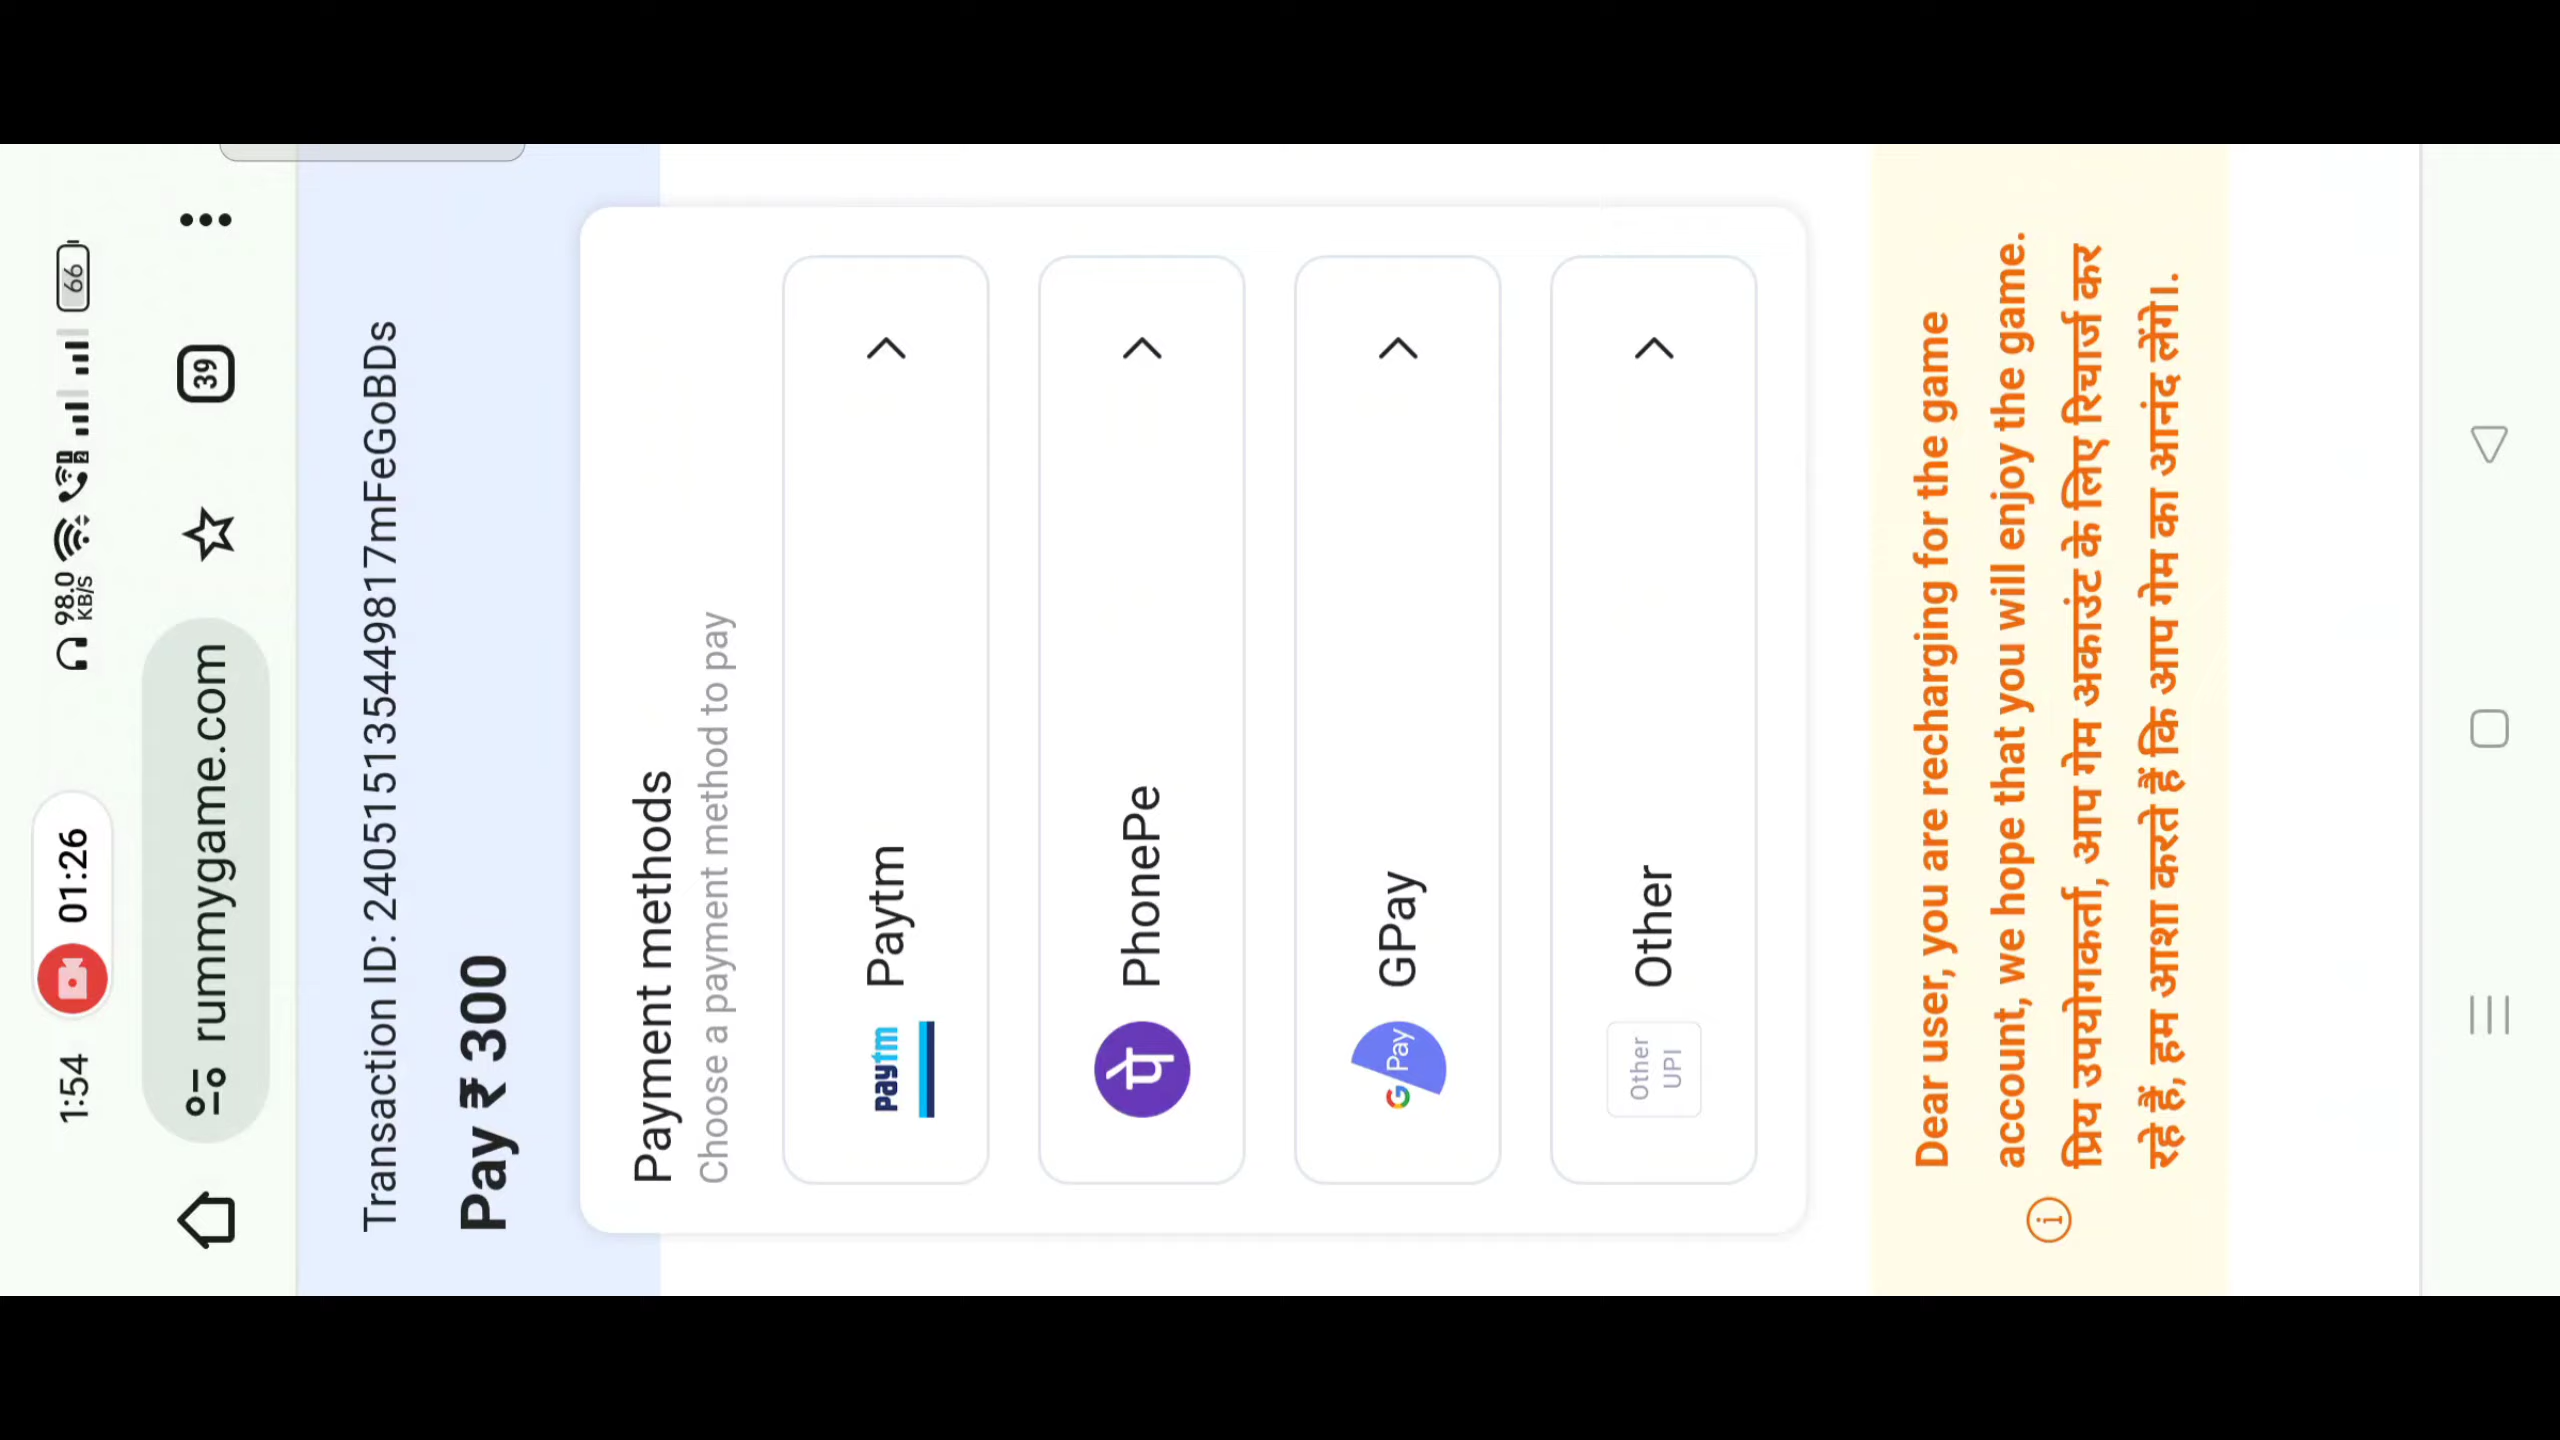 1:54
01:26
98.0
KB/s
1
2
66
rummygame.com
39
Transaction ID: 2405151354499817mFeGoBDs
Pay ₹ 300
Payment methods
Choose a payment method to pay
Paytm
Paytm
पे
PhonePe
G Pay
GPay
Other
UPI
Other
Dear user, you are recharging for the game
account, we hope that you will enjoy the game.
प्रिय उपयोगकर्ता, आप गेम अकाउंट के लिए रिचार्ज कर
रहे हैं, हम आशा करते हैं कि आप गेम का आनंद लेंगे।.